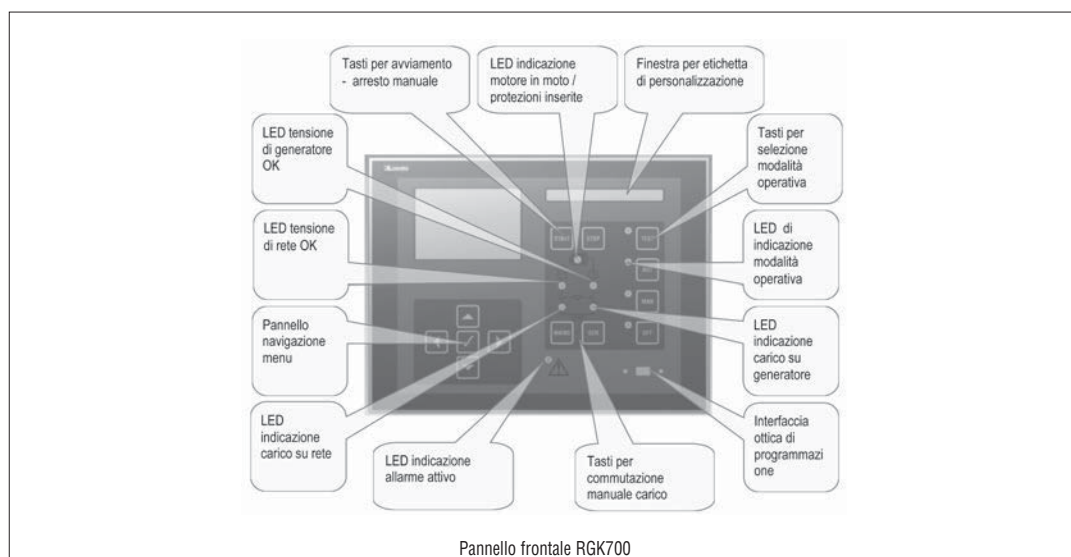 Tasti per avviamento
- arresto manuale
LED indicazione
motore in moto /
protezioni inserite
Finestra per etichetta
di personalizzazione
LED tensione
di generatore
OK
Tasti per
selezione
modalità
operativa
LED tensione
di rete OK
LED di
indicazione
modalità
operativa
Pannello
navigazione
menu
LED
indicazione
carico su
generatore
LED
indicazione
carico su rete
LED indicazione
allarme attivo
Tasti per
commutazione
manuale carico
Interfaccia
ottica di
programmazi
one
START
STOP
Pannello frontale RGK700